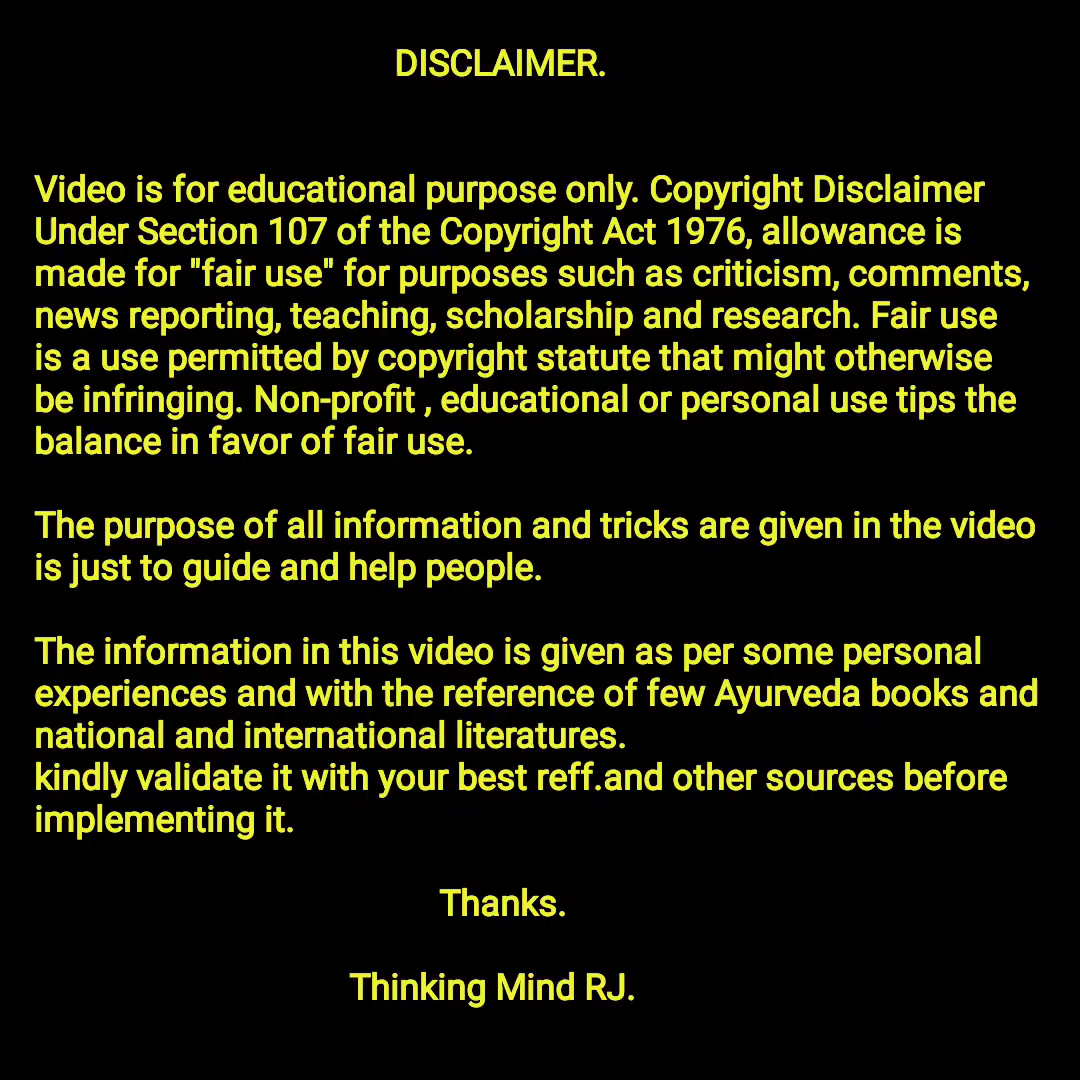 DISCLAIMER.
Video is for educational purpose only. Copyright Disclaimer
Under Section 107 of the Copyright Act 1976, allowance is
made for "fair use" for purposes such as criticism, comments,
news reporting, teaching, scholarship and research. Fair use
is a use permitted by copyright statute that might otherwise
be infringing. Non-profit , educational or personal use tips the
balance in favor of fair use.
The purpose of all information and tricks are given in the video
is just to guide and help people.
The information in this video is given as per some personal
experiences and with the reference of few Ayurveda books and
national and international literatures.
kindly validate it with your best reff.and other sources before
implementing it.
Thanks.
Thinking Mind RJ.